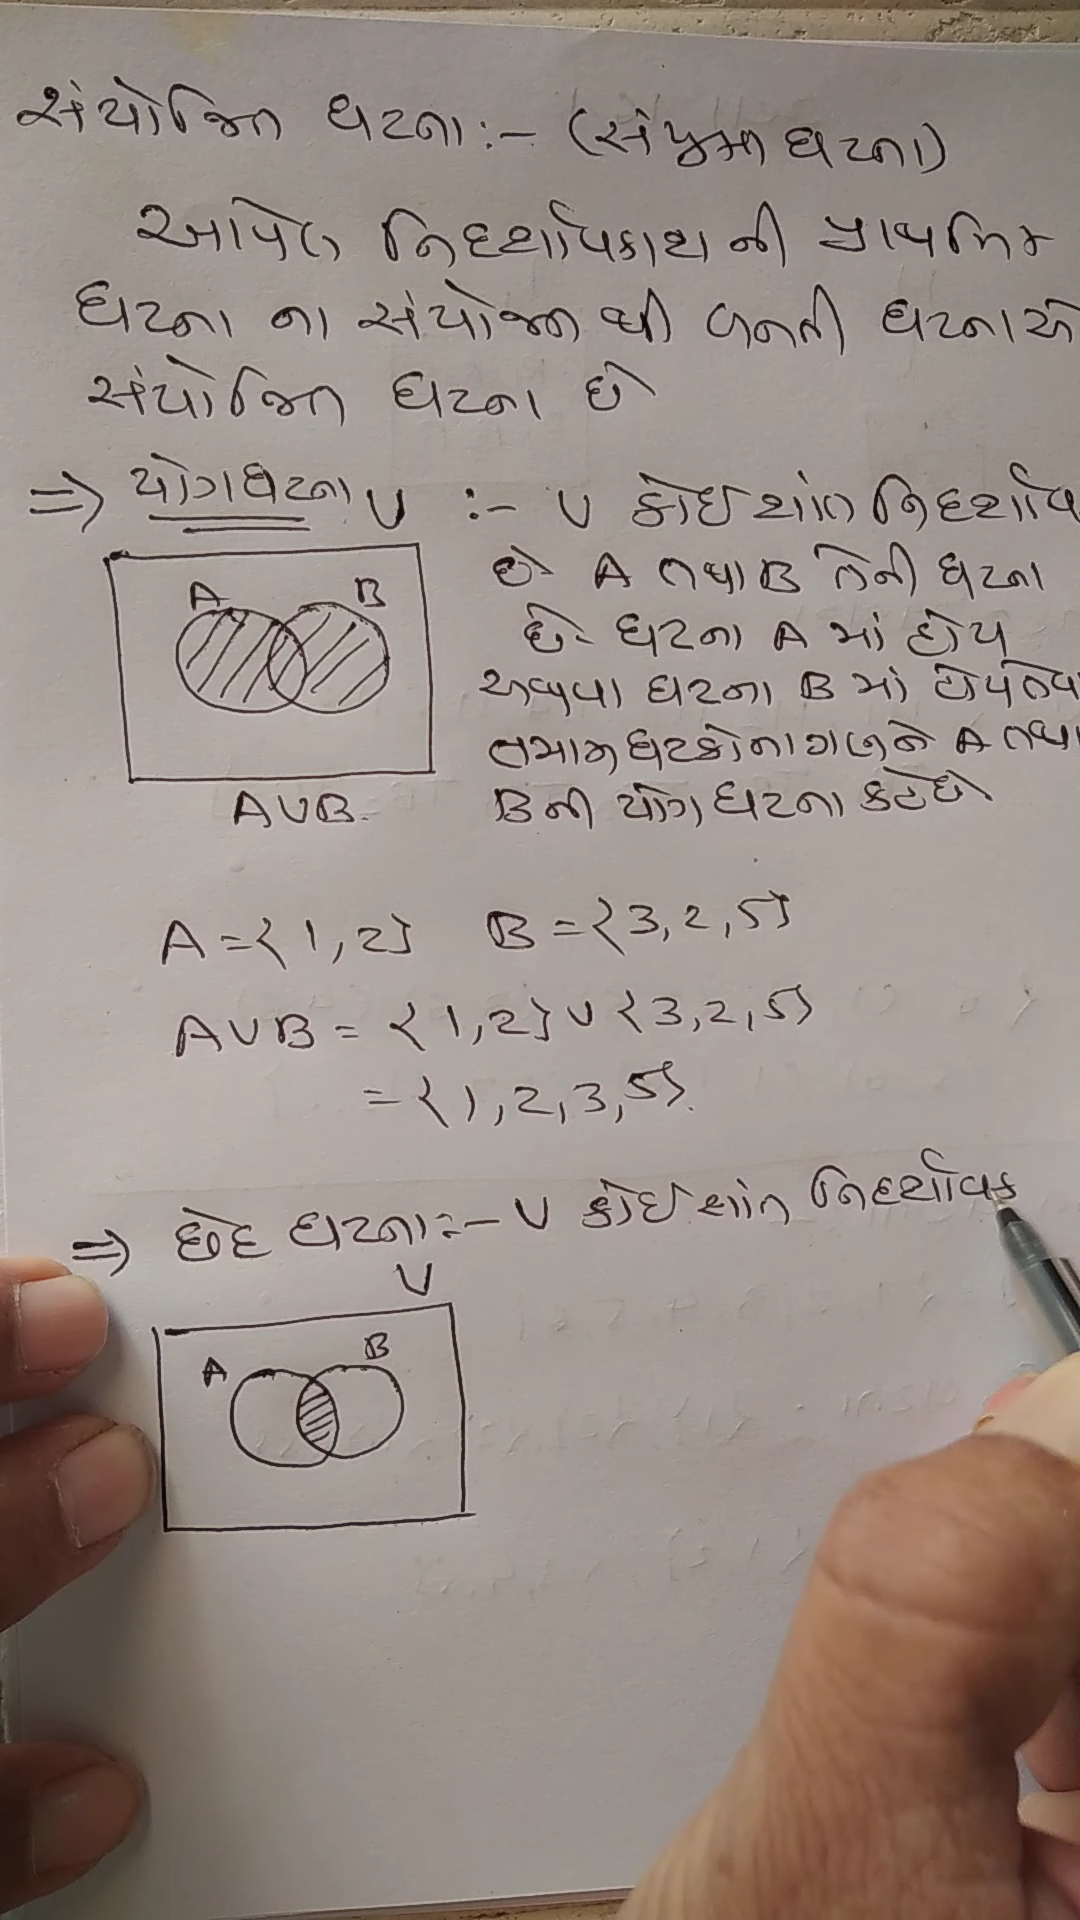 સંયોજિત ઘટના:- (સંયુક્ત ઘટના)
આપેલ નિદર્શાવકાશ ની પ્રાથમિક
ઘટના ના સંયોજન થી બનતી ઘટના એ
સંયોજિત ઘટના છે
⇒ યોગઘટના U :- U કોઈ શાંત નિદર્શાવ
છે A તથા B તેની ઘટના
છે ઘટના A માં હોય
અથવા ઘટના B માં હોય તેવા
તમામ ઘટકોના ગણને A તથા
B ની યોગ ઘટના કહેછે
A B
A∪B
A = {1, 2} B = {3, 2, 5}
A∪B = {1, 2} ∪ {3, 2, 5}
= {1, 2, 3, 5}.
⇒ છેદ ઘટના:- U કોઈ શાંત નિદર્શાવક
U
A B